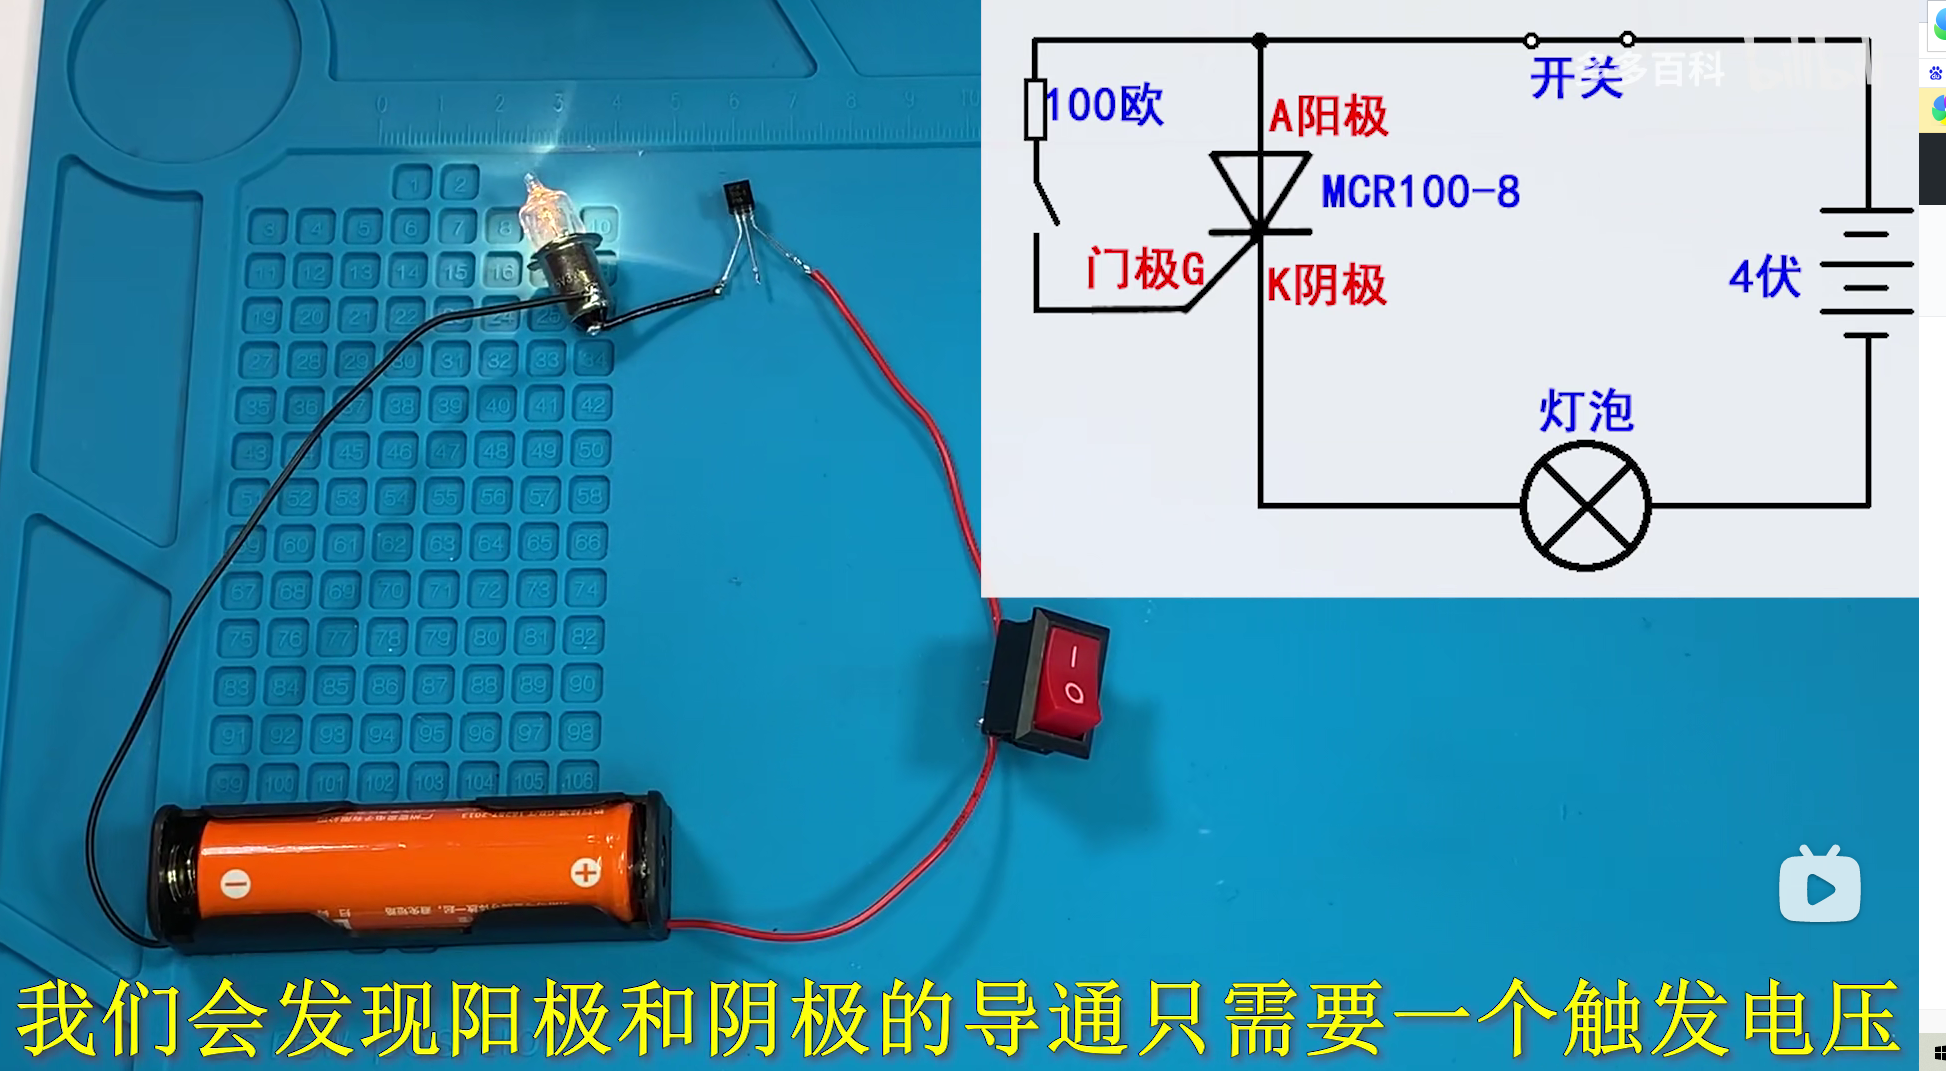 多多百科 bilibili
开关
100欧
A阳极
MCR100-8
门极G
K阴极
4伏
灯泡
0 1 2 3 4 5 6 7 8 9 10
1 2
3 4 5 6 7 8 10
11 12 13 14 15 16
19 20 21 22 25
27 28 29 30 31 32 33 34
35 36 37 38 39 40 41 42
43 44 45 46 47 48 49 50
51 52 53 54 55 56 57 58
59 60 61 62 63 64 65 66
67 68 69 70 71 72 73 74
75 76 77 78 79 80 81 82
83 84 85 86 87 88 89 90
91 92 93 94 95 96 97 98
99 100 101 102 103 104 105 106
我们会发现阳极和阴极的导通只需要一个触发电压